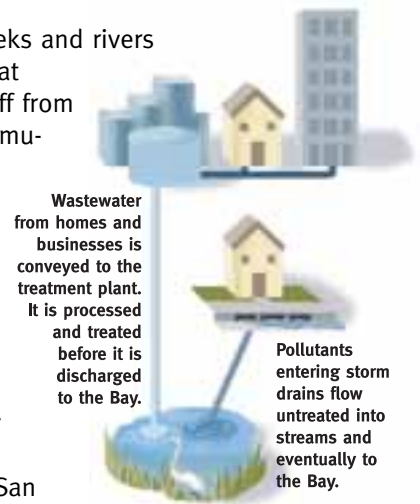 eks and rivers
at
ff from
mu-
Wastewater
from homes and
businesses is
conveyed to the
treatment plant.
It is processed
and treated
before it is
discharged
to the Bay.
Pollutants
entering storm
drains flow
untreated into
streams and
eventually to
the Bay.
San